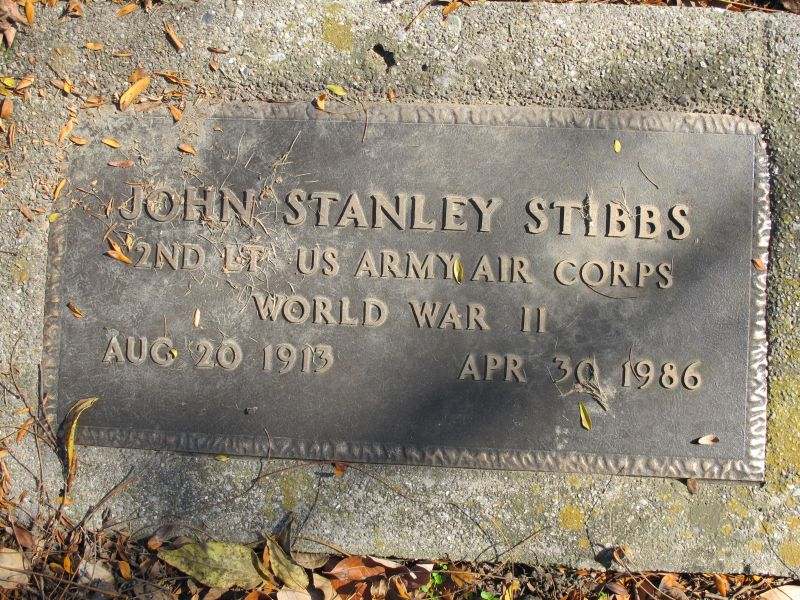 JOHN STANLEY STIBBS
2ND LT US ARMY AIR CORPS
WORLD WAR II
AUG 20 1913 APR 30 1986